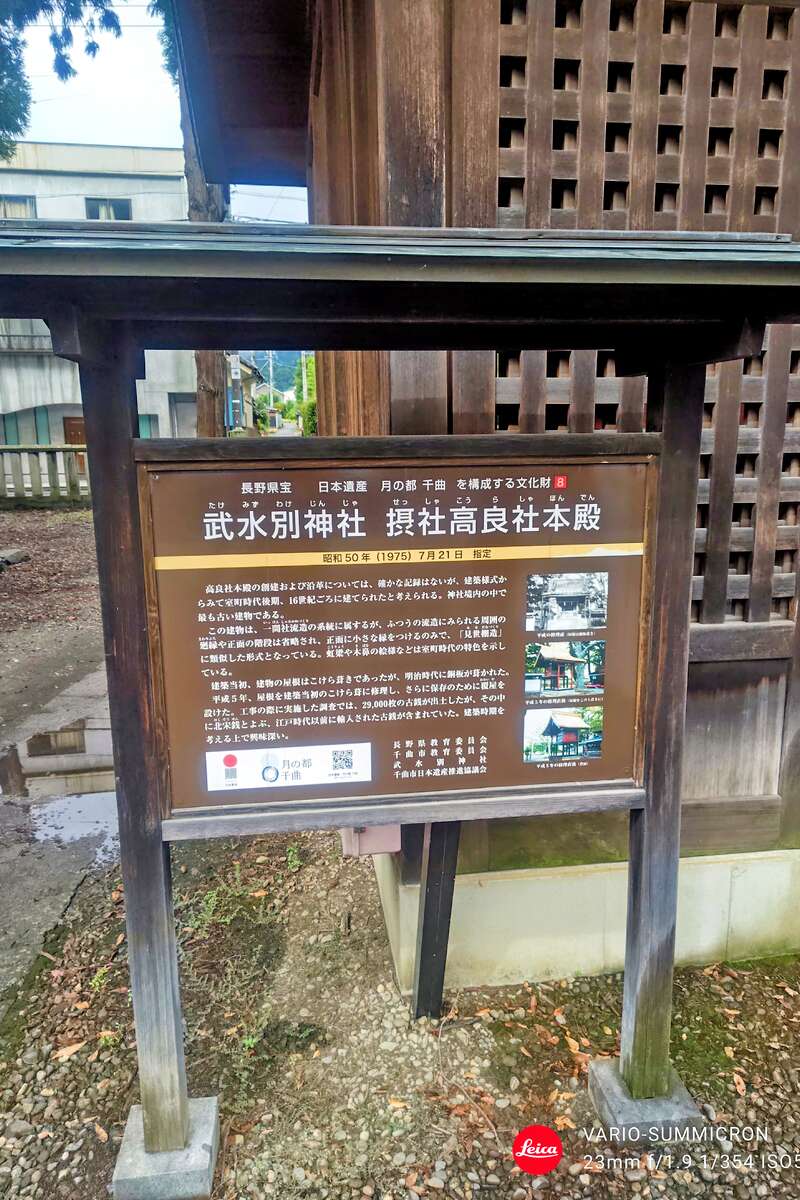 長野県宝 日本遺産 月の都 千曲 を構成する文化財 8
たけ みず わけ じん じゃ せっ しゃ こう ら しゃ ほん でん
武水別神社 摂社高良社本殿
昭和50年（1975）7月21日 指定
高良社本殿の創建および沿革については、確かな記録はないが、建築様式か
らみて室町時代後期、16世紀ごろに建てられたと考えられる。神社境内の中で
最も古い建物である。
この建物は、一間社流造の系統に属するが、ふつうの流造にみられる周囲の
廻縁や正面の階段は省略され、正面に小さな縁をつけるのみで、「見世棚造」
に類似した形式となっている。虹梁や木鼻の絵様などは室町時代の特色を示し
ている。
建築当初、建物の屋根はこけら葺きであったが、明治時代に銅板が葺かれた。
平成5年、屋根を建築当初のこけら葺に修理し、さらに保存のために覆屋を
設けた。工事の際に実施した調査では、29,000枚の古銭が出土したが、その中
に北宋銭とよぶ、江戸時代以前に輸入された古銭が含まれていた。建築時期を
考える上で興味深い。
月の都
千曲
長野県教育委員会
千曲市教育委員会
武水別神社
千曲市日本遺産推進協議会
Leica
VARIO-SUMMICRON
23mm f/1.9 1/354 ISO5